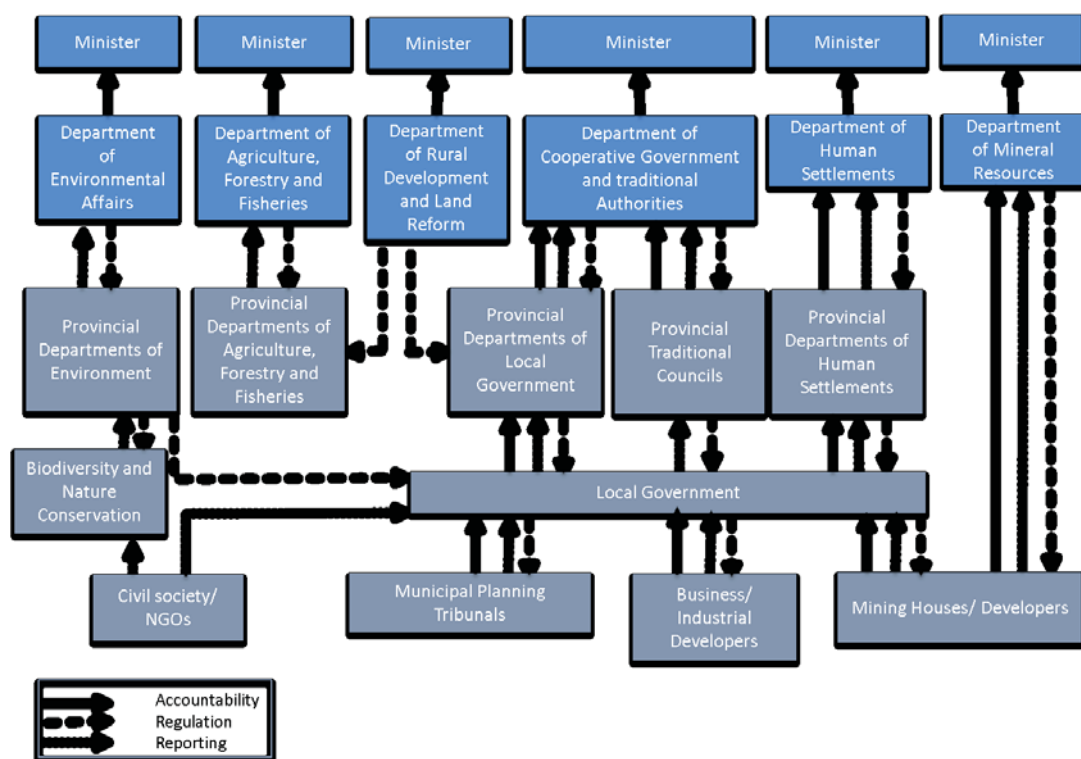 Minister
Minister
Minister
Minister
Minister
Minister
Department
of
Environmental
Affairs
Department of
Agriculture,
Forestry and
Fisheries
Department
of Rural
Development
and Land
Reform
Department of
Cooperative Government
and traditional
Authorities
Department of
Human
Settlements
Department
of Mineral
Resources
Provincial
Departments of
Environment
Provincial
Departments of
Agriculture,
Forestry and
Fisheries
Provincial
Departments of
Local
Government
Provincial
Traditional
Councils
Provincial
Departments of
Human
Settlements
Biodiversity and
Nature
Conservation
Local Government
Civil society/
NGOs
Municipal Planning
Tribunals
Business/
Industrial
Developers
Mining Houses/ Developers
Accountability
Regulation
Reporting